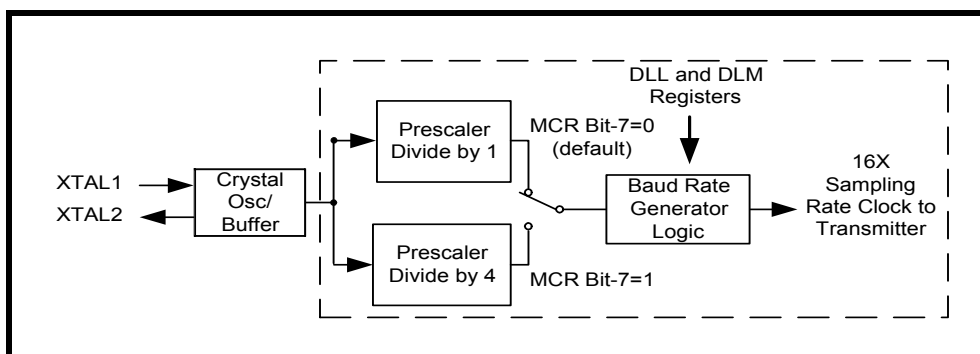 XTAL1
XTAL2
Crystal
Osc/
Buffer
Prescaler
Divide by 1
Prescaler
Divide by 4
MCR Bit-7=0
(default)
MCR Bit-7=1
DLL and DLM
Registers
Baud Rate
Generator
Logic
16X
Sampling
Rate Clock to
Transmitter